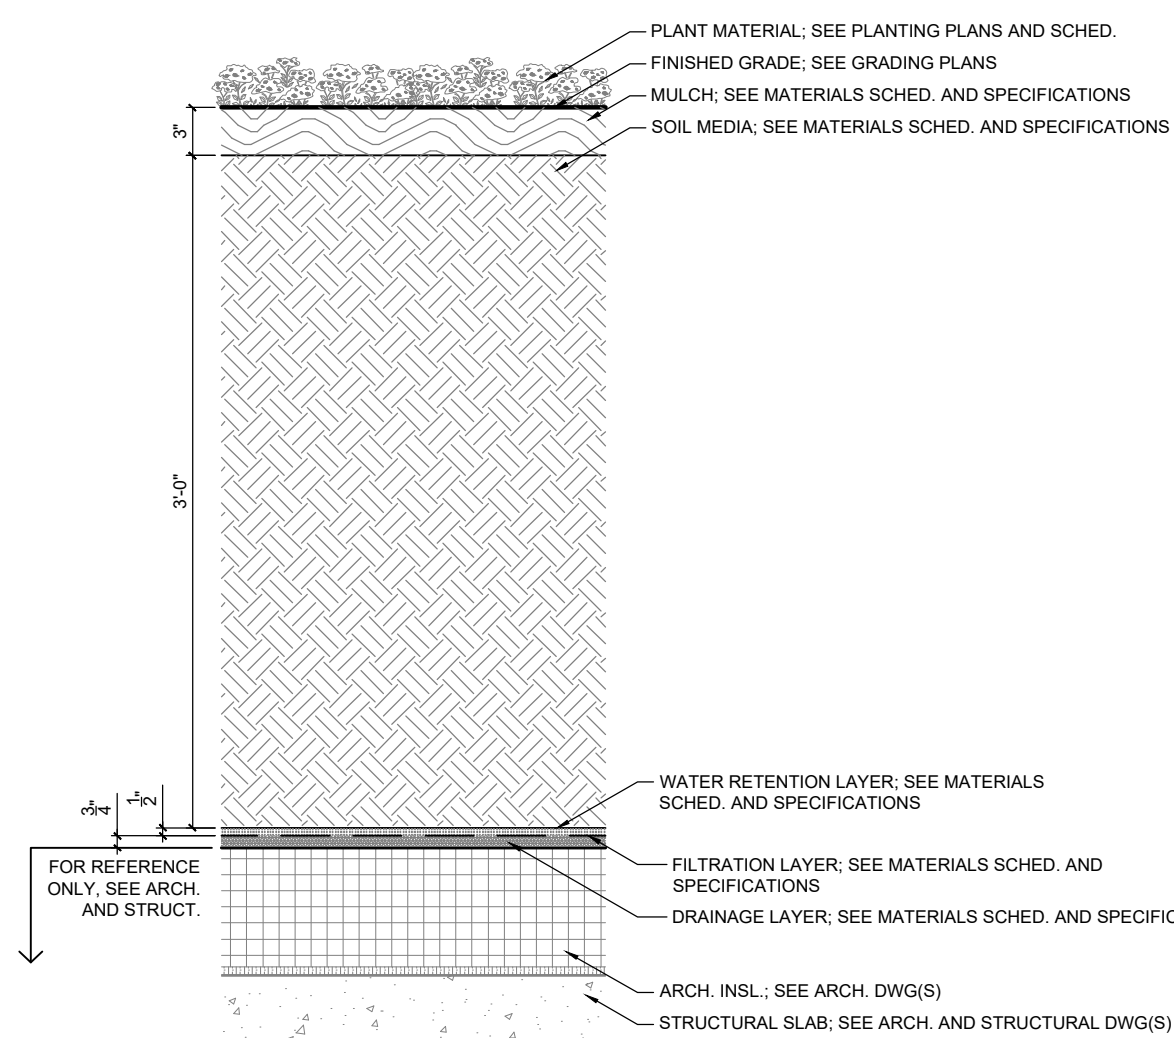 PLANT MATERIAL; SEE PLANTING PLANS AND SCHED.
FINISHED GRADE; SEE GRADING PLANS
MULCH; SEE MATERIALS SCHED. AND SPECIFICATIONS
SOIL MEDIA; SEE MATERIALS SCHED. AND SPECIFICATIONS
3"
3'-0"
3/4"
1/2"
WATER RETENTION LAYER; SEE MATERIALS
SCHED. AND SPECIFICATIONS
FOR REFERENCE
ONLY, SEE ARCH.
AND STRUCT.
FILTRATION LAYER; SEE MATERIALS SCHED. AND
SPECIFICATIONS
DRAINAGE LAYER; SEE MATERIALS SCHED. AND SPECIFIC
ARCH. INSL.; SEE ARCH. DWG(S)
STRUCTURAL SLAB; SEE ARCH. AND STRUCTURAL DWG(S)